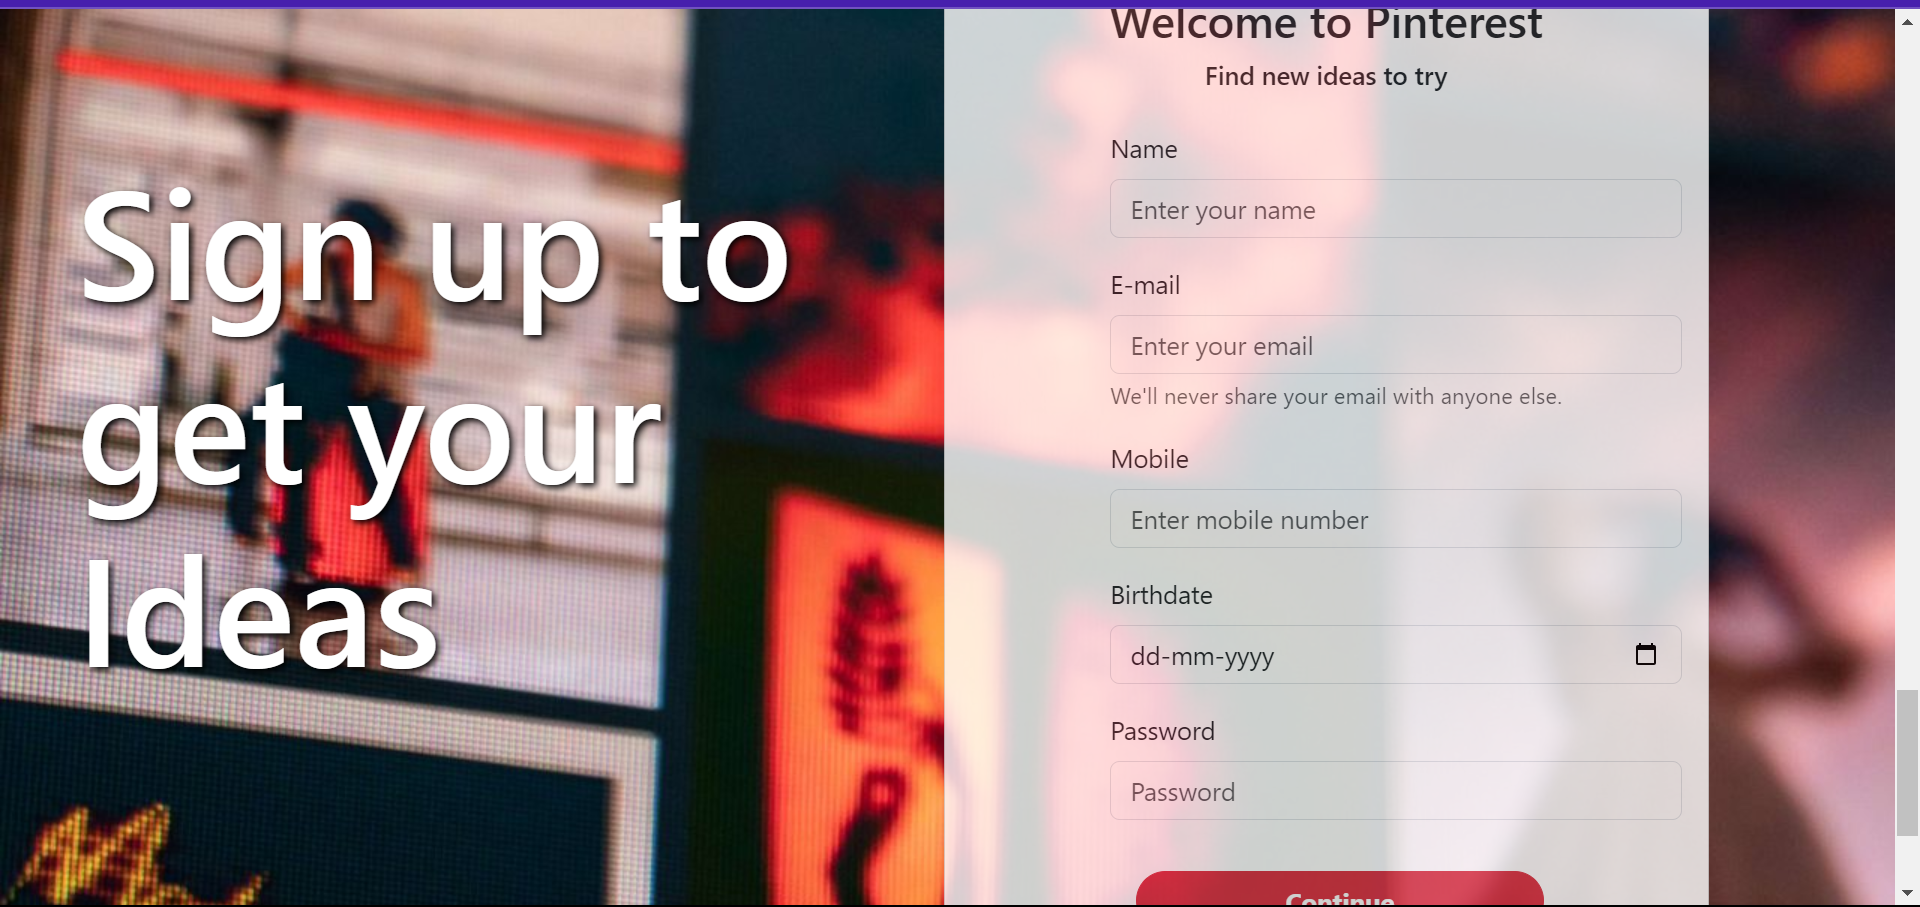 Sign up to
get your
Ideas
Welcome to Pinterest
Find new ideas to try
Name
Enter your name
E-mail
Enter your email
We'll never share your email with anyone else.
Mobile
Enter mobile number
Birthdate
dd-mm-yyyy
Password
Password
Continue